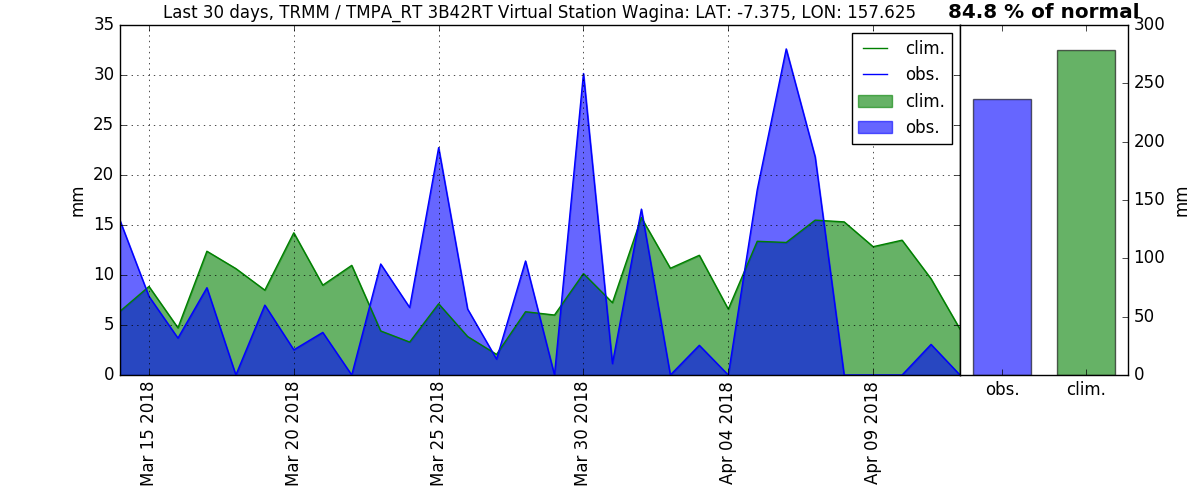 Last 30 days, TRMM / TMPA_RT 3B42RT Virtual Station Wagina: LAT: -7.375, LON: 157.625
84.8 % of normal
35
30
25
20
15
10
5
0
mm
clim.
obs.
clim.
obs.
300
250
200
150
100
50
0
mm
Mar 15 2018
Mar 20 2018
Mar 25 2018
Mar 30 2018
Apr 04 2018
Apr 09 2018
obs.
clim.